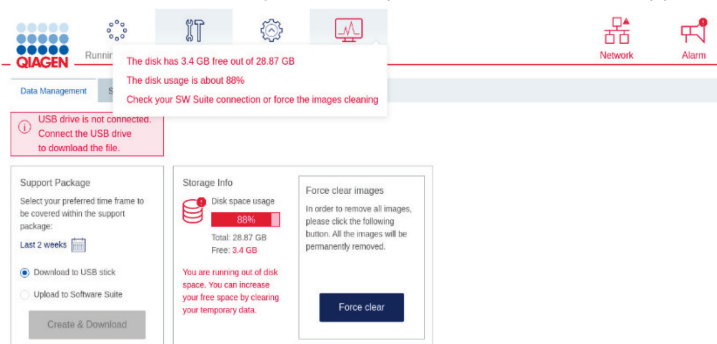 QIAGEN
Runnin
The disk has 3.4 GB free out of 28.87 GB
The disk usage is about 88%
Check your SW Suite connection or force the images cleaning
Network
Alarm
Data Management
S
USB drive is not connected.
Connect the USB drive
to download the file.
Support Package
Select your preferred time frame to
be covered within the support
package:
Last 2 weeks
Download to USB stick
Upload to Software Suite
Create & Download
Storage Info
Disk space usage
88%
Total: 28.87 GB
Free: 3.4 GB
You are running out of disk
space. You can increase
your free space by clearing
your temporary data.
Force clear images
In order to remove all images,
please click the following
button. All the images will be
permanently removed.
Force clear